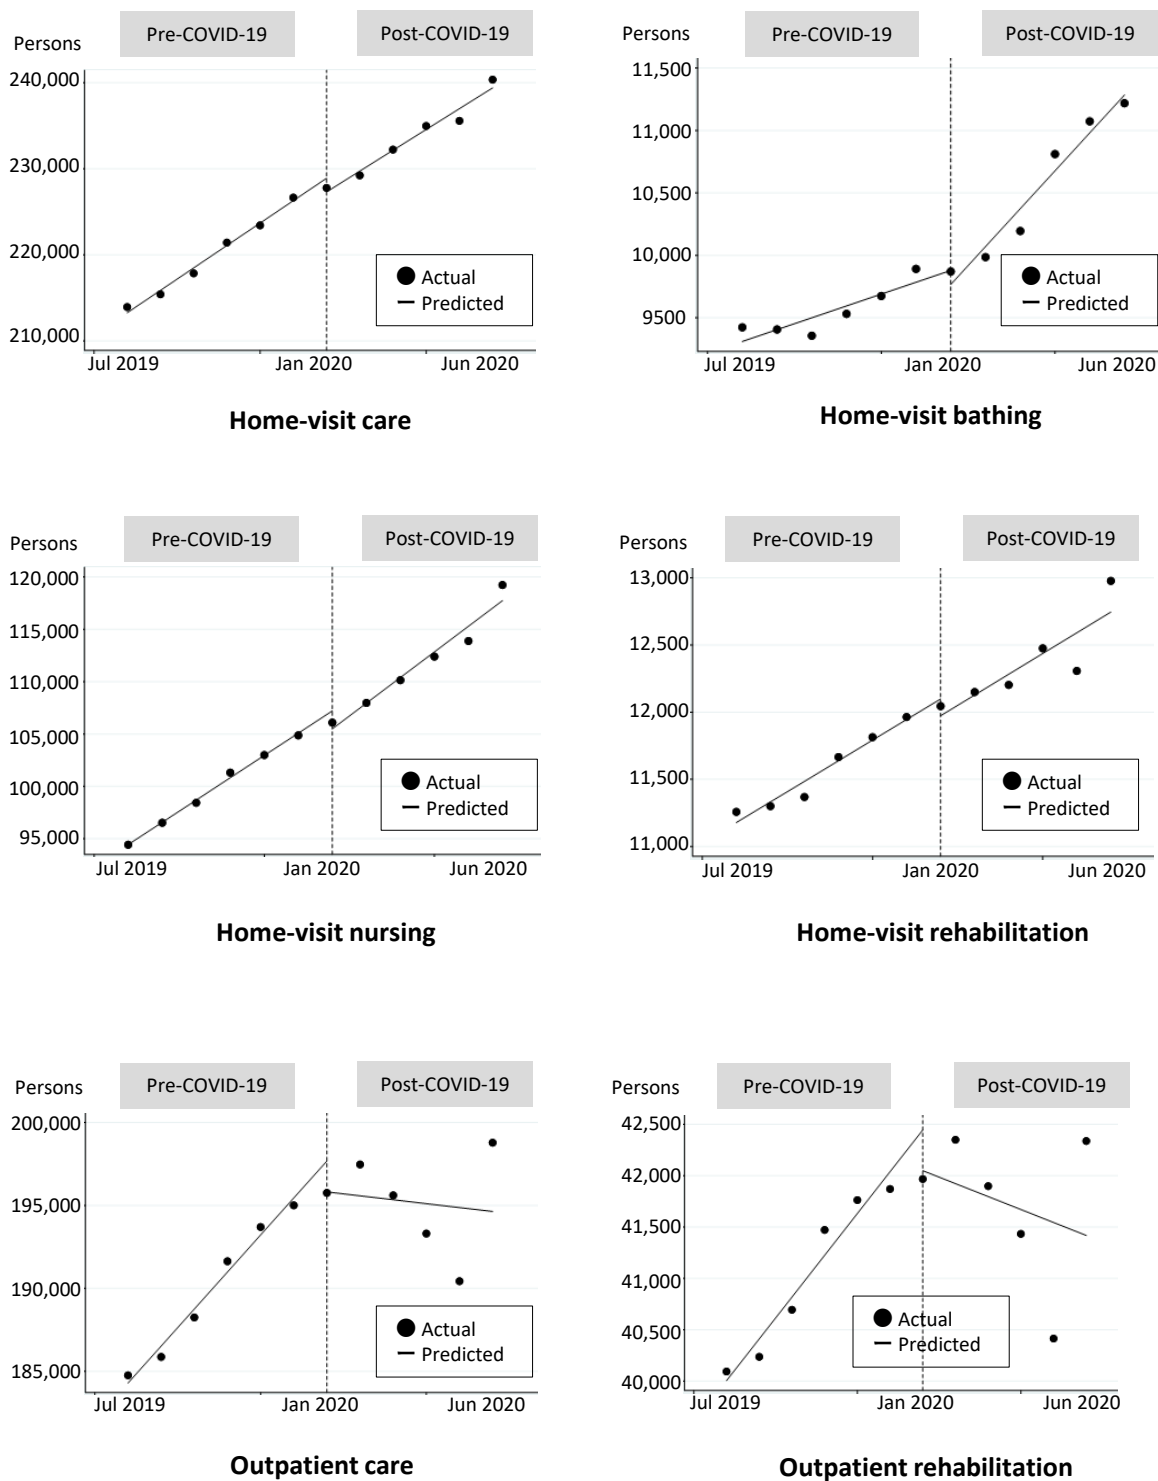 Pre-COVID-19
Post-COVID-19
Persons
240,000
230,000
220,000
210,000
Actual
Predicted
Jul 2019
Jan 2020
Jun 2020
Home-visit care
Pre-COVID-19
Post-COVID-19
Persons
11,500
11,000
10,500
10,000
9500
Actual
Predicted
Jul 2019
Jan 2020
Jun 2020
Home-visit bathing
Pre-COVID-19
Post-COVID-19
Persons
120,000
115,000
110,000
105,000
100,000
95,000
Actual
Predicted
Jul 2019
Jan 2020
Jun 2020
Home-visit nursing
Pre-COVID-19
Post-COVID-19
Persons
13,000
12,500
12,000
11,500
11,000
Actual
Predicted
Jul 2019
Jan 2020
Jun 2020
Home-visit rehabilitation
Pre-COVID-19
Post-COVID-19
Persons
200,000
195,000
190,000
185,000
Actual
Predicted
Jul 2019
Jan 2020
Jun 2020
Outpatient care
Pre-COVID-19
Post-COVID-19
Persons
42,500
42,000
41,500
41,000
40,500
40,000
Actual
Predicted
Jul 2019
Jan 2020
Jun 2020
Outpatient rehabilitation